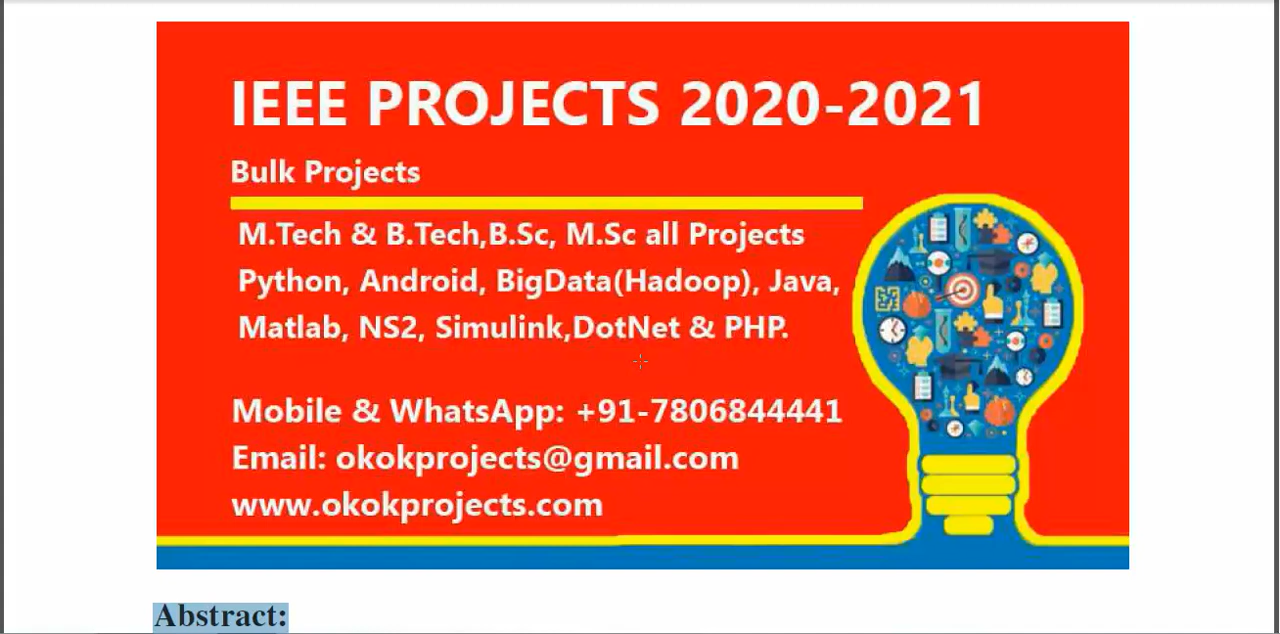 IEEE PROJECTS 2020-2021
Bulk Projects
M.Tech & B.Tech,B.Sc, M.Sc all Projects
Python, Android, BigData(Hadoop), Java,
Matlab, NS2, Simulink,DotNet & PHP.
Mobile & WhatsApp: +91-7806844441
Email: okokprojects@gmail.com
www.okokprojects.com
Abstract: